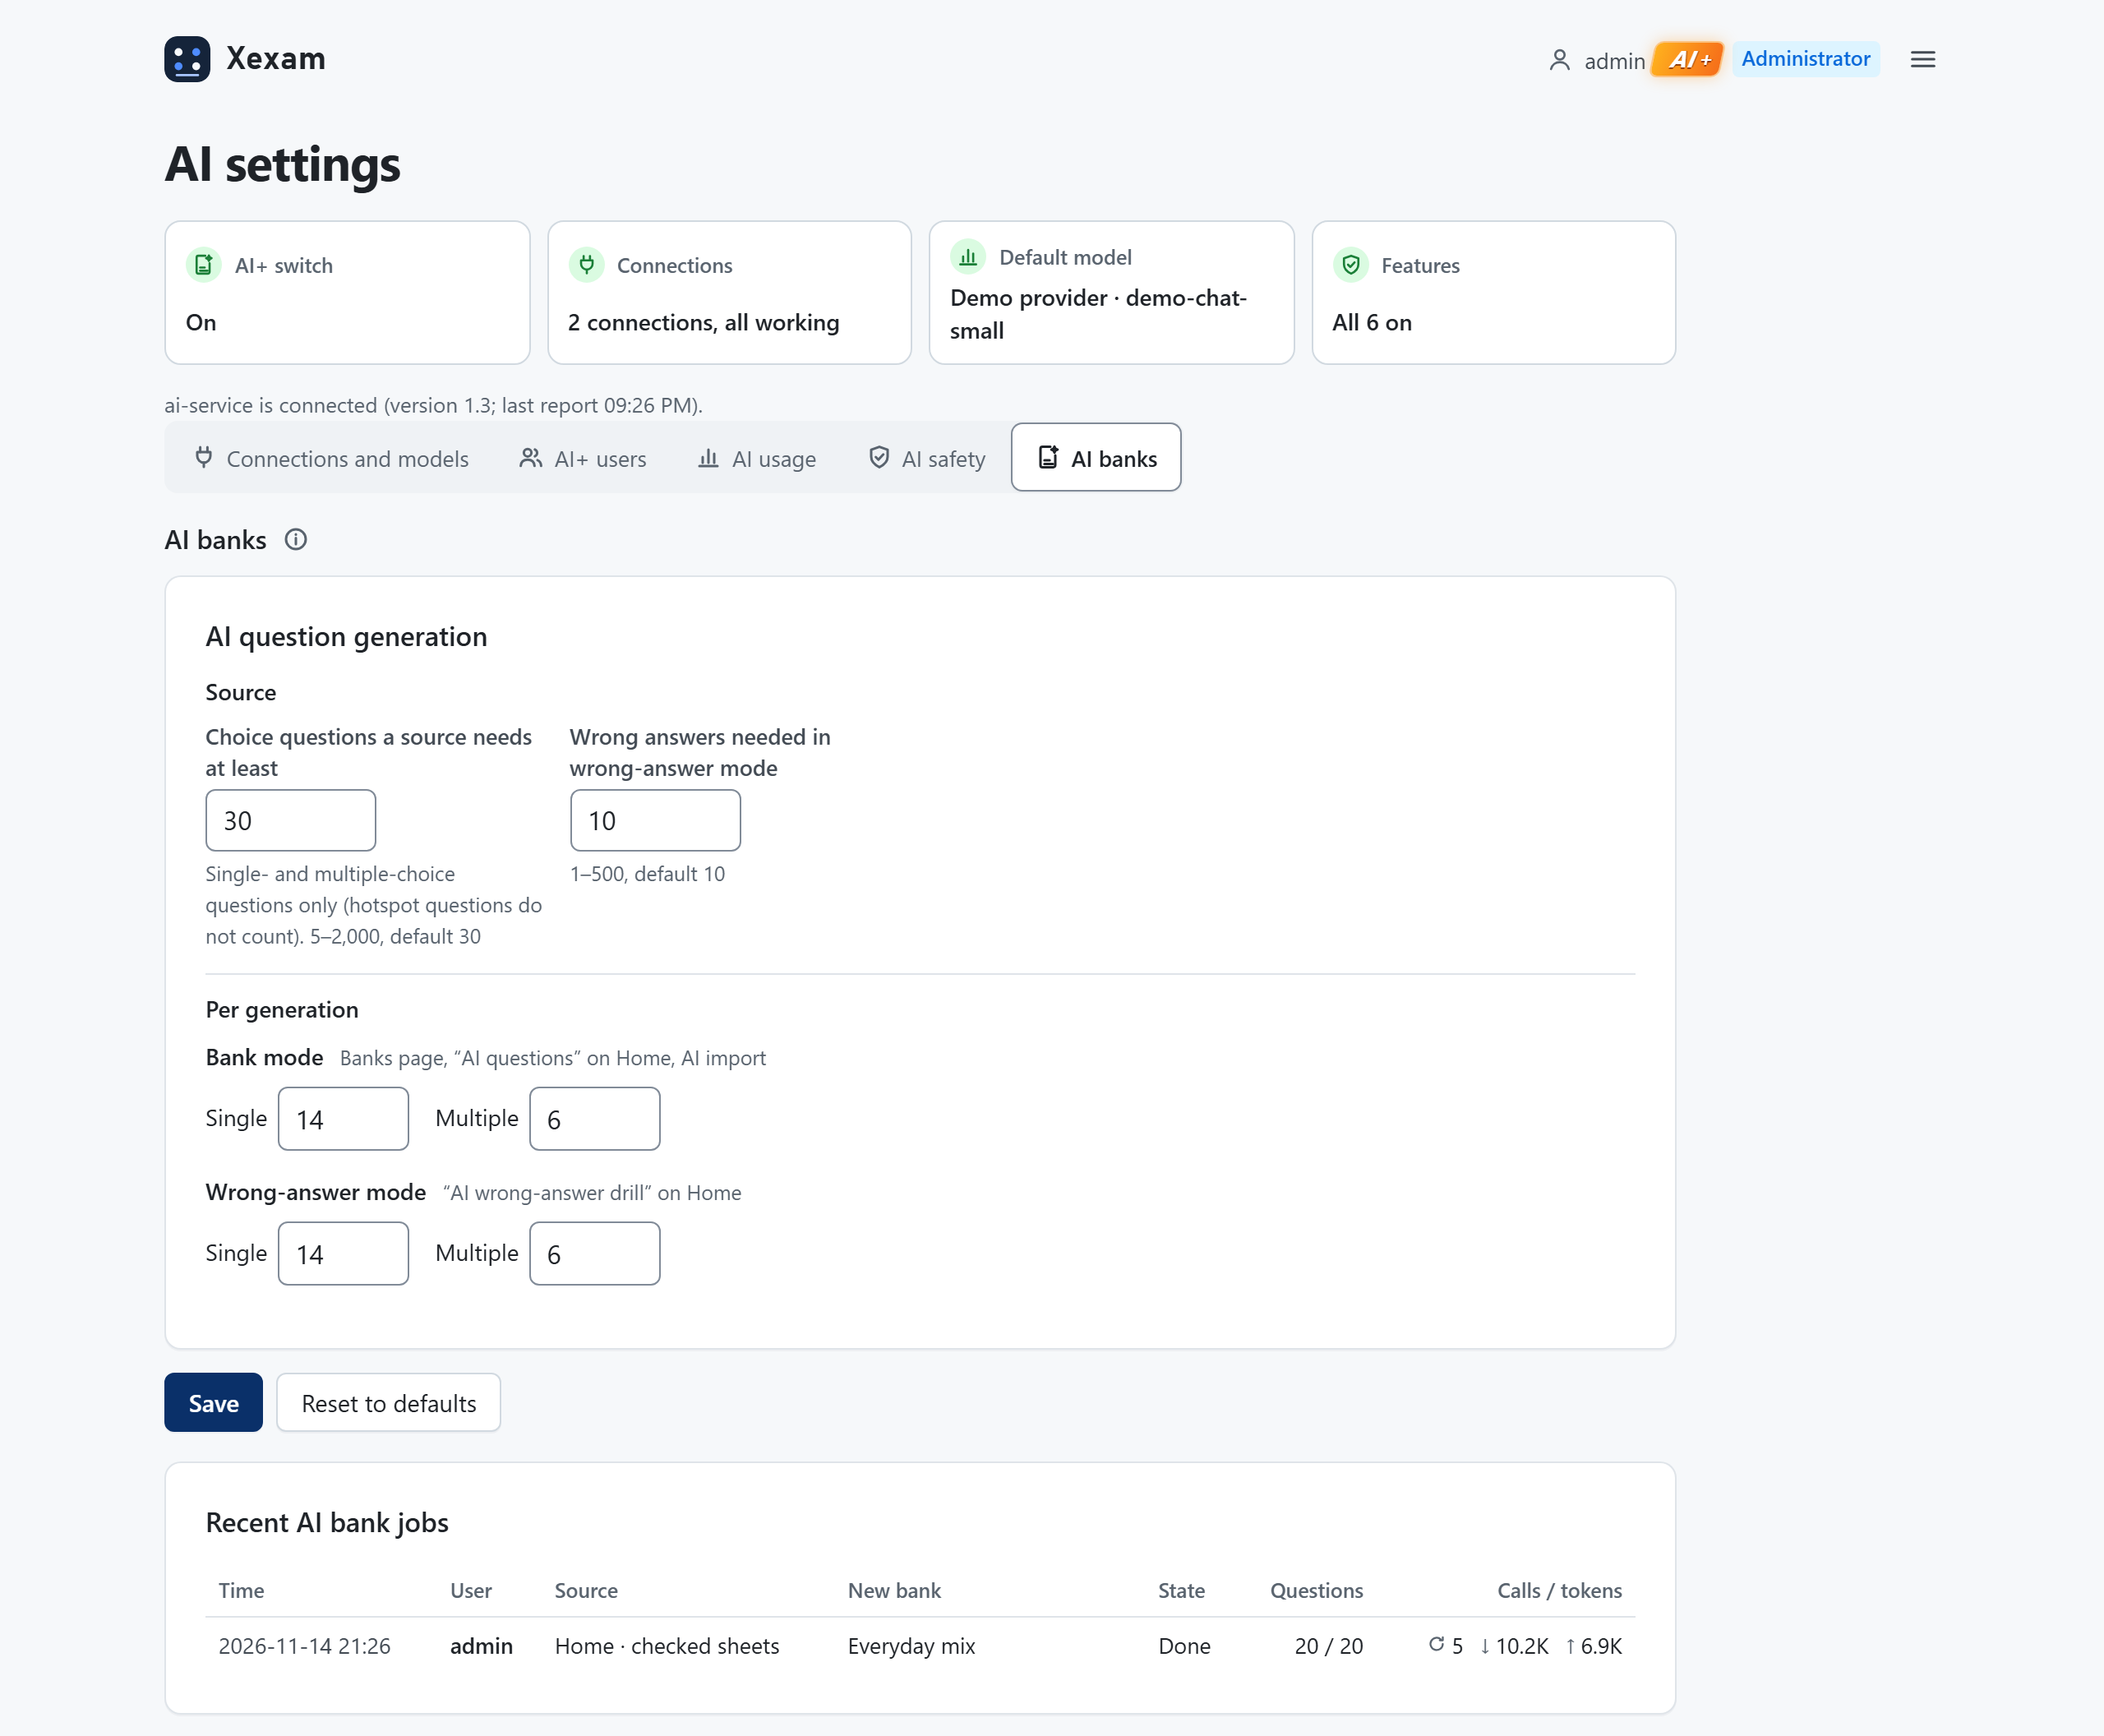 Xexam
admin AI+ Administrator
AI settings
AI+ switch
On
Connections
2 connections, all working
Default model
Demo provider · demo-chat-
small
Features
All 6 on
ai-service is connected (version 1.3; last report 09:26 PM).
Connections and models AI+ users AI usage AI safety AI banks
AI banks
AI question generation
Source
Choice questions a source needs
at least
30
Single- and multiple-choice
questions only (hotspot questions do
not count). 5–2,000, default 30
Wrong answers needed in
wrong-answer mode
10
1–500, default 10
Per generation
Bank mode Banks page, “AI questions” on Home, AI import
Single 14 Multiple 6
Wrong-answer mode “AI wrong-answer drill” on Home
Single 14 Multiple 6
Save Reset to defaults
Recent AI bank jobs
Time User Source New bank State Questions Calls / tokens
2026-11-14 21:26 admin Home · checked sheets Everyday mix Done 20 / 20 5 ↓ 10.2K ↑ 6.9K